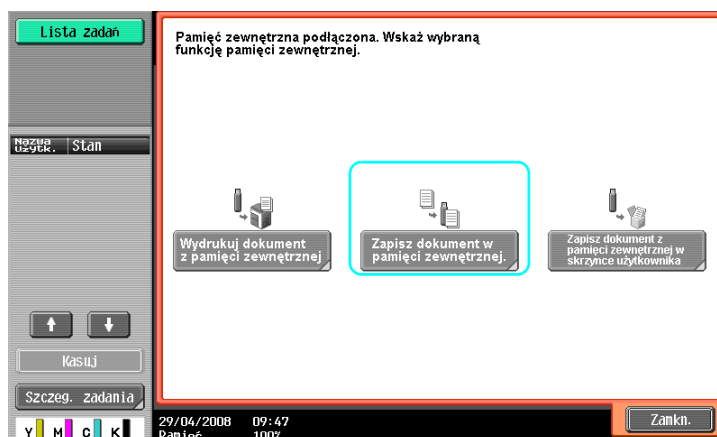 Lista zadań
Pamięć zewnętrzna podłączona. Wskaż wybraną
funkcję pamięci zewnętrznej.
Nazwa
użytk.
Stan
Wydrukuj dokument
z pamięci zewnętrznej
Zapisz dokument w
pamięci zewnętrznej.
Zapisz dokument z
pamięci zewnętrznej w
skrzynce użytkownika
Kasuj
Szczeg. zadania
Y M C K
29/04/2008 09:47
Pamięć 100%
Zamkn.